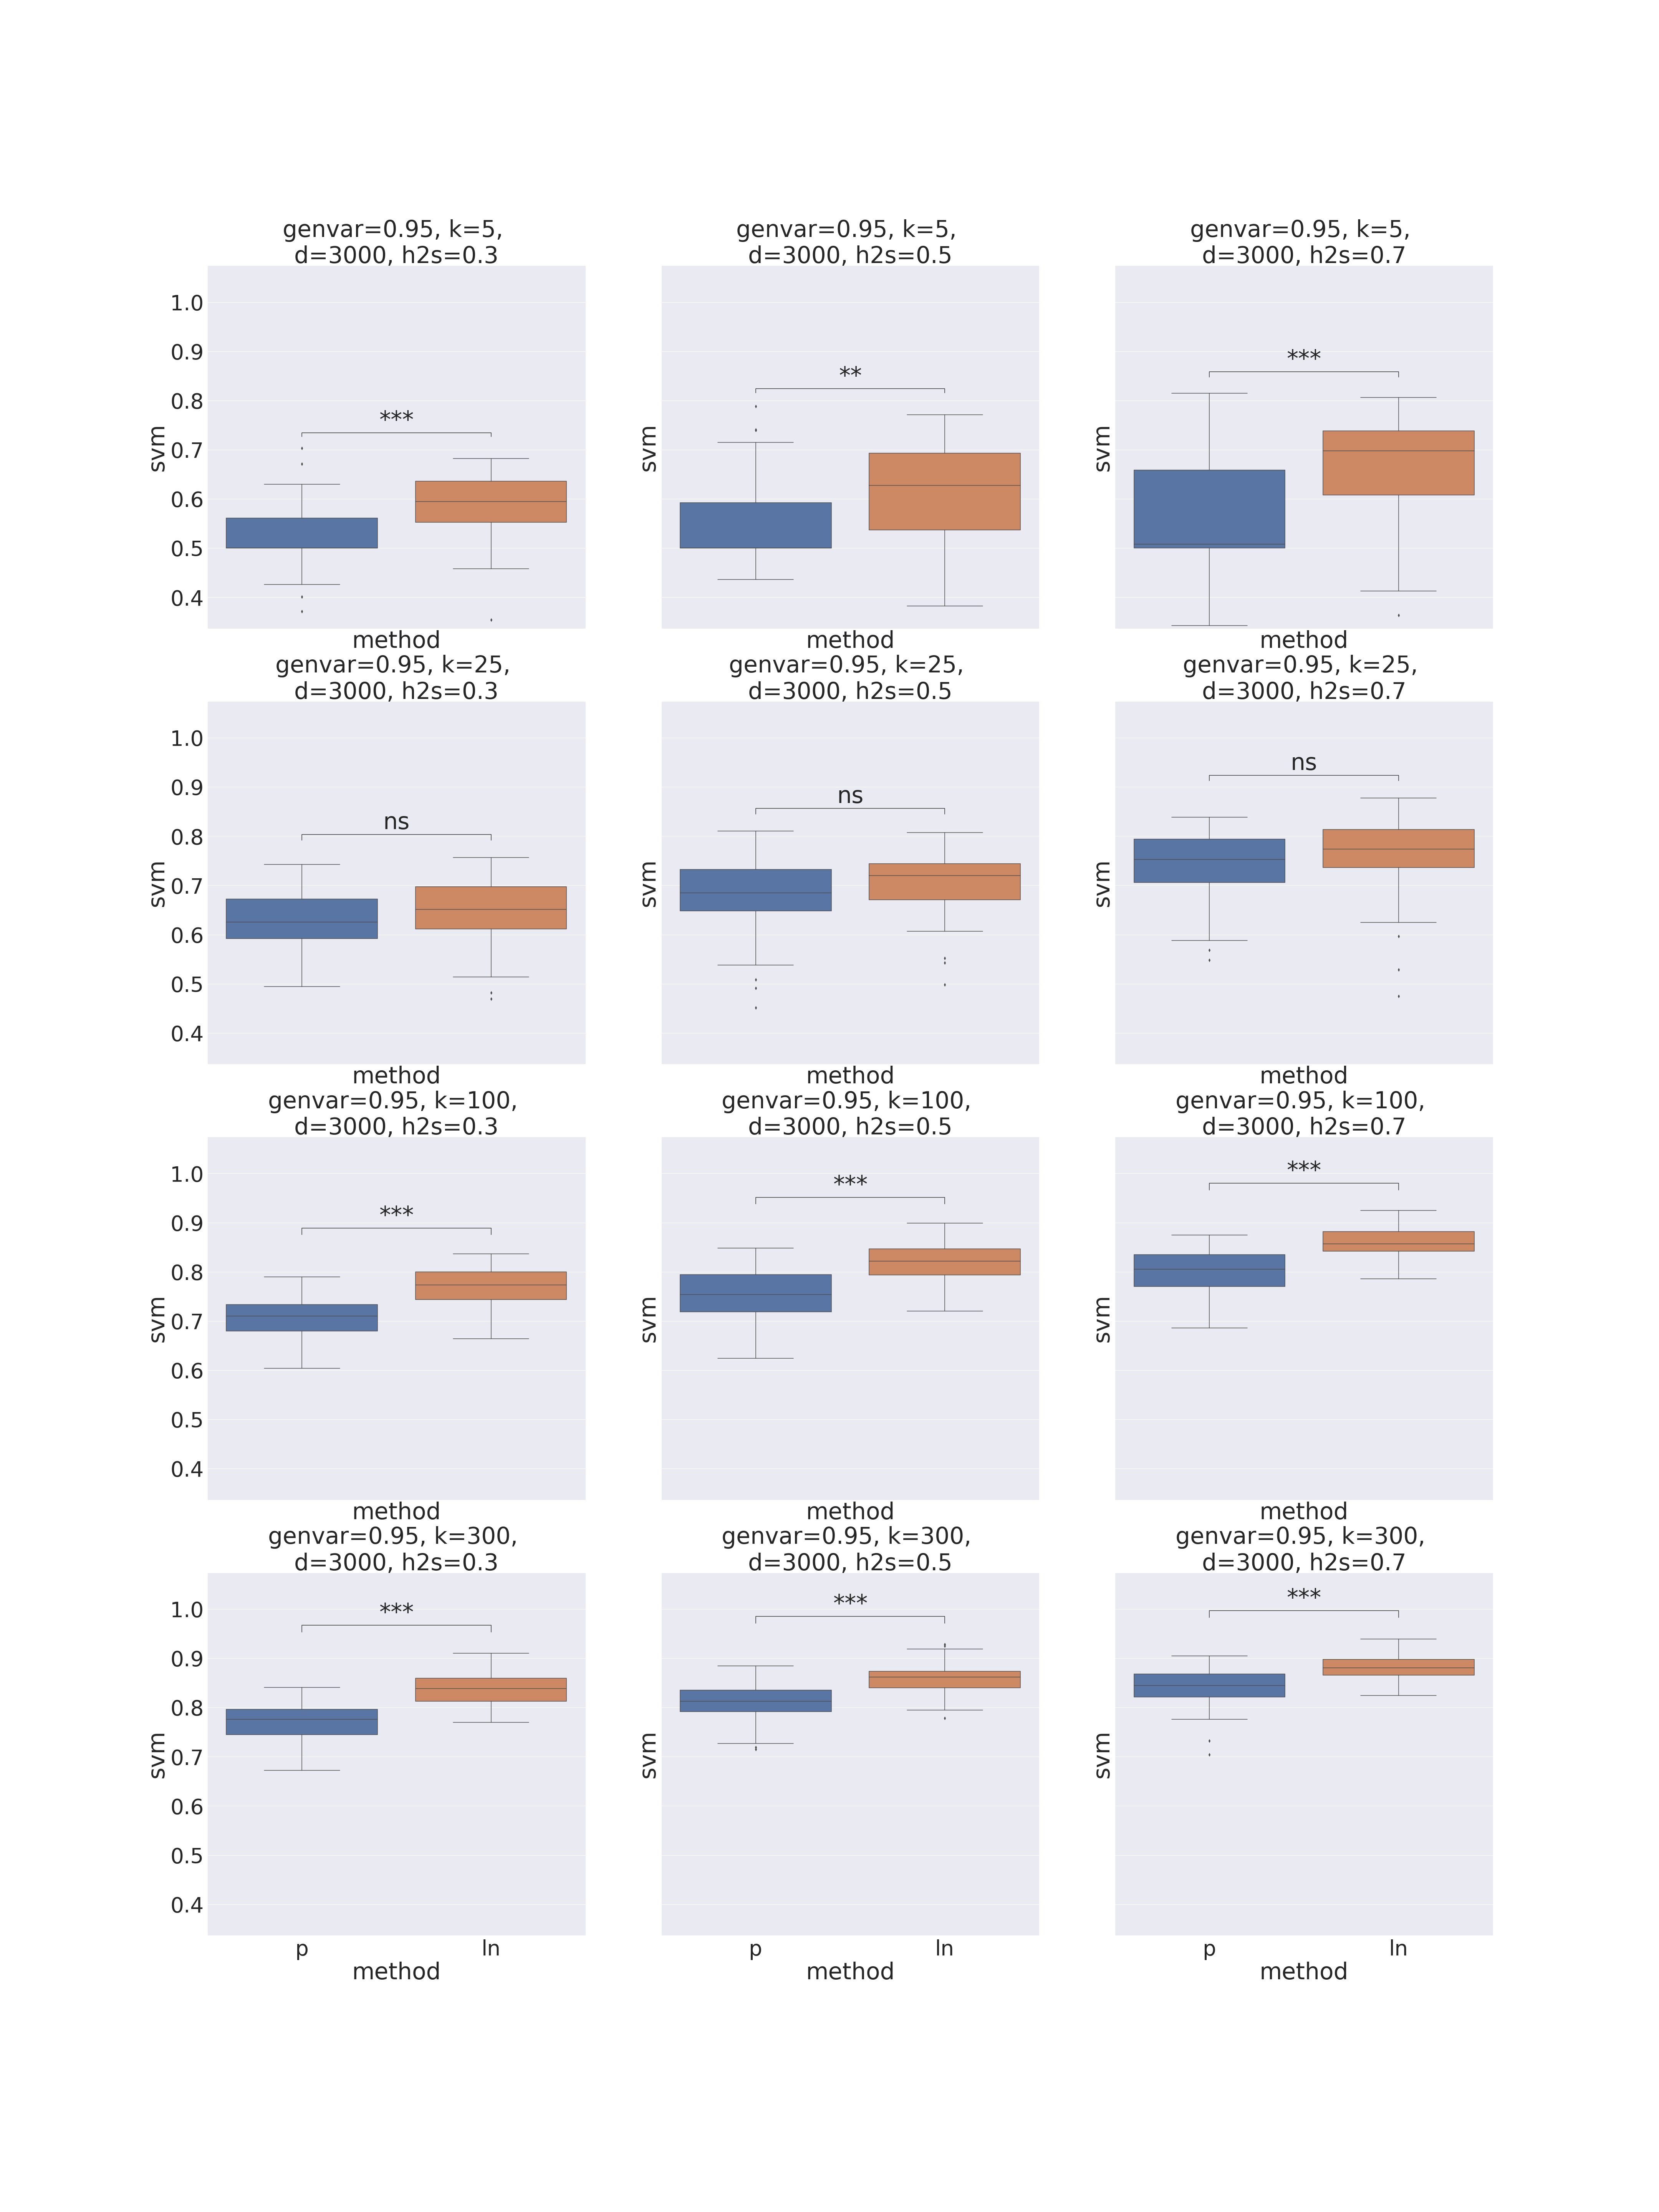 genvar=0.95, k=5,
d=3000, h2s=0.3
genvar=0.95, k=5,
d=3000, h2s=0.5
genvar=0.95, k=5,
d=3000, h2s=0.7
1.0
0.9
0.8
0.7
0.6
0.5
0.4
svm
svm
svm
***
**
***
method
method
method
genvar=0.95, k=25,
d=3000, h2s=0.3
genvar=0.95, k=25,
d=3000, h2s=0.5
genvar=0.95, k=25,
d=3000, h2s=0.7
1.0
0.9
0.8
0.7
0.6
0.5
0.4
svm
svm
svm
ns
ns
ns
method
method
method
genvar=0.95, k=100,
d=3000, h2s=0.3
genvar=0.95, k=100,
d=3000, h2s=0.5
genvar=0.95, k=100,
d=3000, h2s=0.7
1.0
0.9
0.8
0.7
0.6
0.5
0.4
svm
svm
svm
***
***
***
method
method
method
genvar=0.95, k=300,
d=3000, h2s=0.3
genvar=0.95, k=300,
d=3000, h2s=0.5
genvar=0.95, k=300,
d=3000, h2s=0.7
1.0
0.9
0.8
0.7
0.6
0.5
0.4
svm
svm
svm
***
***
***
p ln
p ln
p ln
method
method
method